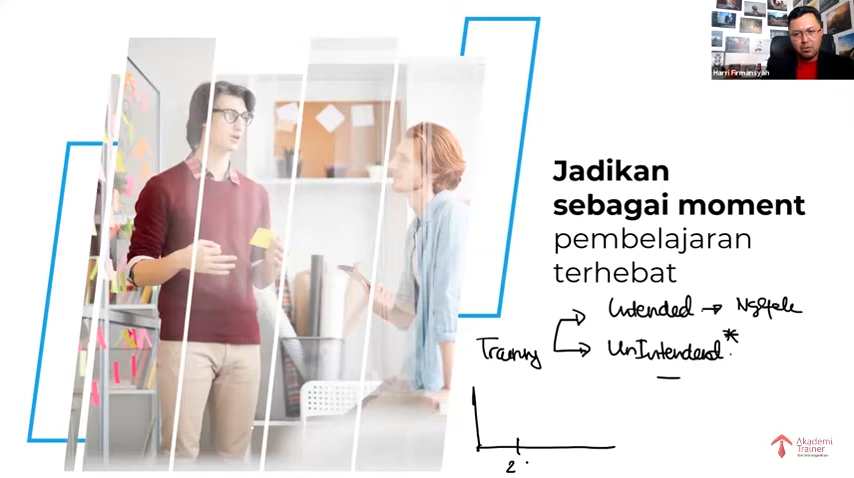 Harri Firmansyah
Jadikan
sebagai moment
pembelajaran
terhebat
Intended →
Training
UnIntended *
2
Akademi
Trainer